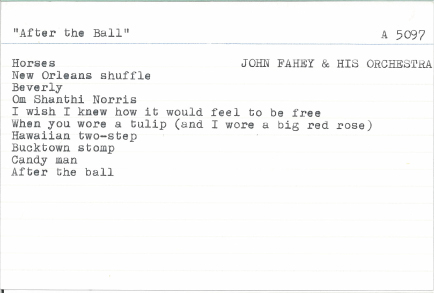 "After the Ball" A 5097
Horses JOHN FAHEY & HIS ORCHESTRA
New Orleans shuffle
Beverly
Om Shanthi Norris
I wish I knew how it would feel to be free
When you wore a tulip (and I wore a big red rose)
Hawaiian two-step
Bucktown stomp
Candy man
After the ball